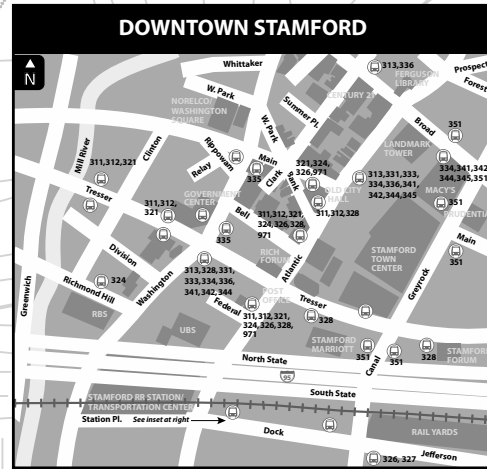 DOWNTOWN STAMFORD
N
Whittaker
313,336
FERGUSON
LIBRARY
Prospect
Forest
W. Park
CENTURY 21
NORELCO/
WASHINGTON
SQUARE
Summer Pl.
W. Park
Broad
351
LANDMARK
TOWER
Mill River
Clinton
Rippowam
Main
Relay
335
Clark
Bank
321,324,
326,971
OLD CITY
HALL
313,331,333,
334,336,341,
342,344,345
334,341,342
344,345,351
MACY'S
351
PRUDENTIAL
311,312,321
Tresser
311,312,
321
GOVERNMENT
CENTER
Bell
311,312,321,
324,326,328,
971
311,312,328
335
Main
351
RICH
FORUM
Atlantic
STAMFORD
TOWN
CENTER
Greyrock
Division
313,328,331,
333,334,336,
341,342,344
Greenwich
Richmond Hill
324
Washington
RBS
POST
OFFICE
Federal
311,312,321,
324,326,328,
971
Tresser
328
UBS
STAMFORD
MARRIOTT
351
Canal
351
328
STAMFORD
FORUM
North State
95
South State
STAMFORD RR STATION/
TRANSPORTATION CENTER
Station Pl.
See inset at right
Dock
RAIL YARDS
Jefferson
326, 327